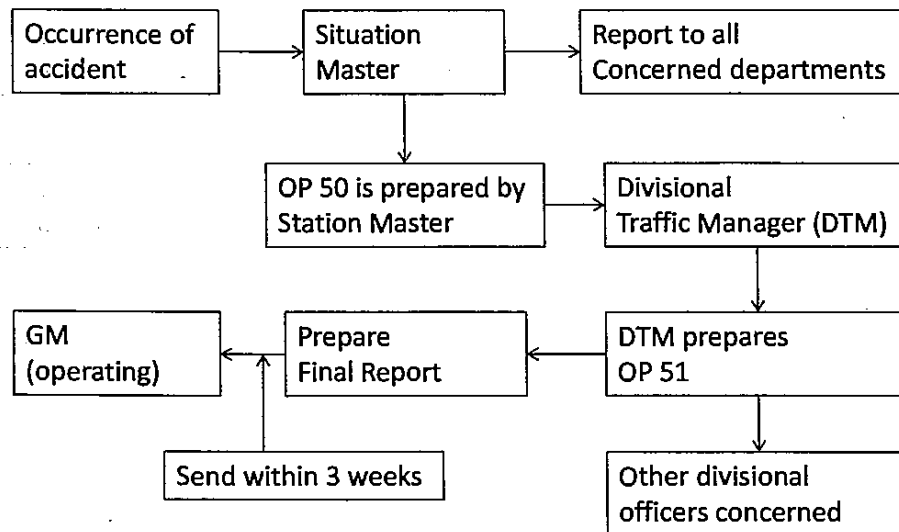 Occurrence of
accident
Situation
Master
Report to all
Concerned departments
OP 50 is prepared by
Station Master
Divisional
Traffic Manager (DTM)
GM
(operating)
Prepare
Final Report
DTM prepares
OP 51
Send within 3 weeks
Other divisional
officers concerned